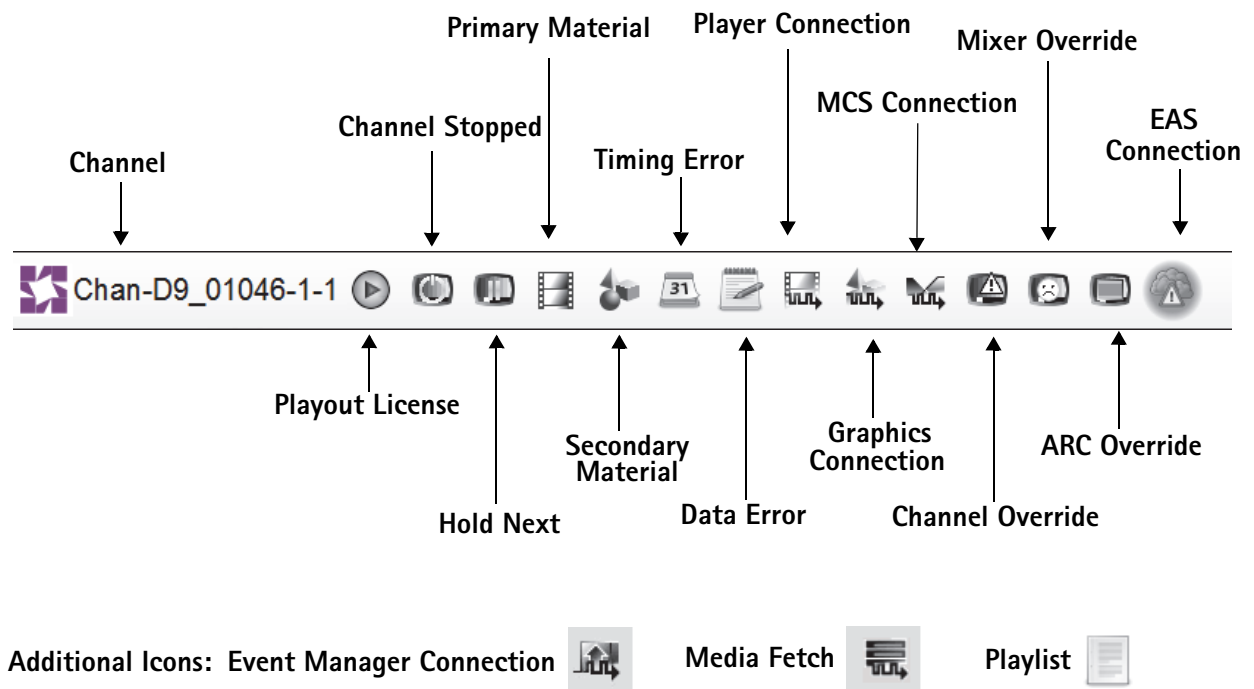 Primary Material
Player Connection
Mixer Override
MCS Connection
Channel Stopped
EAS
Connection
Channel
Timing Error
Chan-D9_01046-1-1
31
Playout License
Secondary
Material
Graphics
Connection
ARC Override
Hold Next
Data Error
Channel Override
Additional Icons: Event Manager Connection
Media Fetch
Playlist